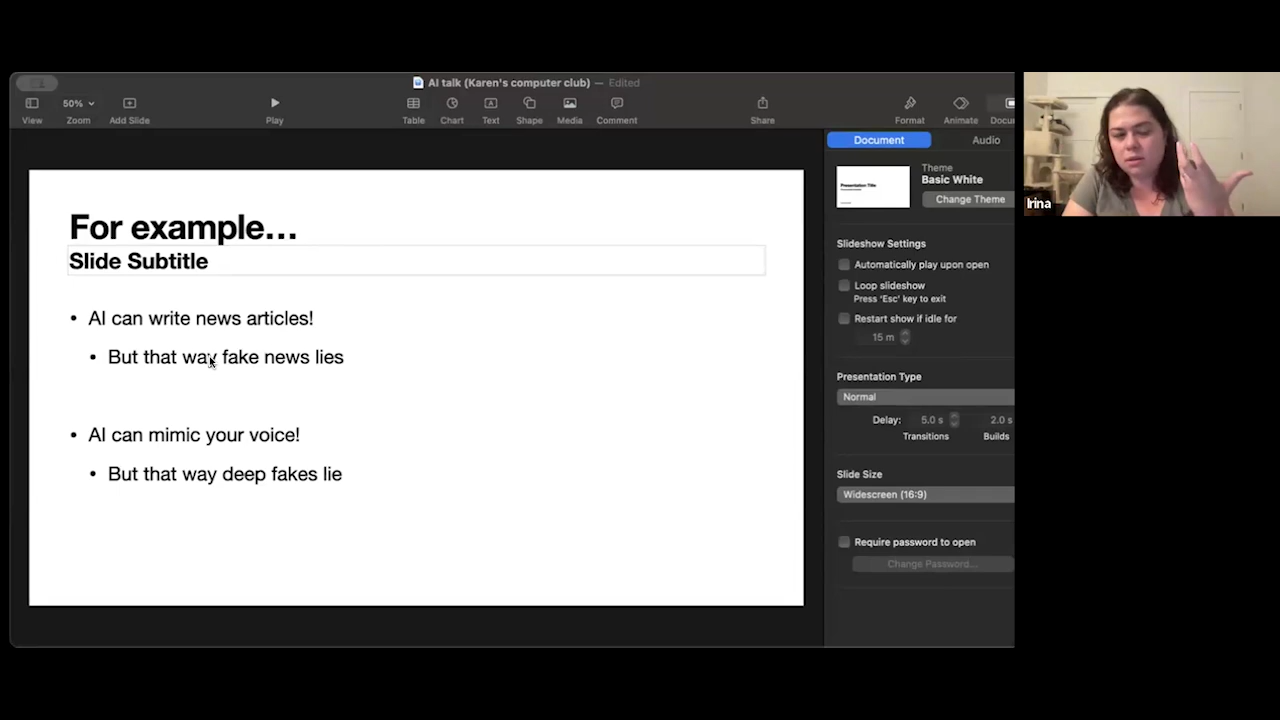 AI talk (Karen's computer club) — Edited
View
50%
Zoom
Add Slide
Play
Table
Chart
Text
Shape
Media
Comment
Share
Format
Animate
Docu
Document
Audio
Theme
Basic White
Change Theme
Presentation Title
For example...
Slide Subtitle
• AI can write news articles!
• But that way fake news lies
• AI can mimic your voice!
• But that way deep fakes lie
Slideshow Settings
Automatically play upon open
Loop slideshow
Press 'Esc' key to exit
Restart show if idle for
15 m
Presentation Type
Normal
Delay: 5.0 s 2.0 s
Transitions Builds
Slide Size
Widescreen (16:9)
Require password to open
Change Password...
Irina